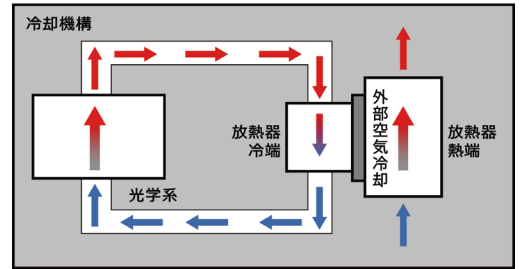 冷却機構
放熱器
冷端
外部空気冷却
放熱器
熱端
光学系